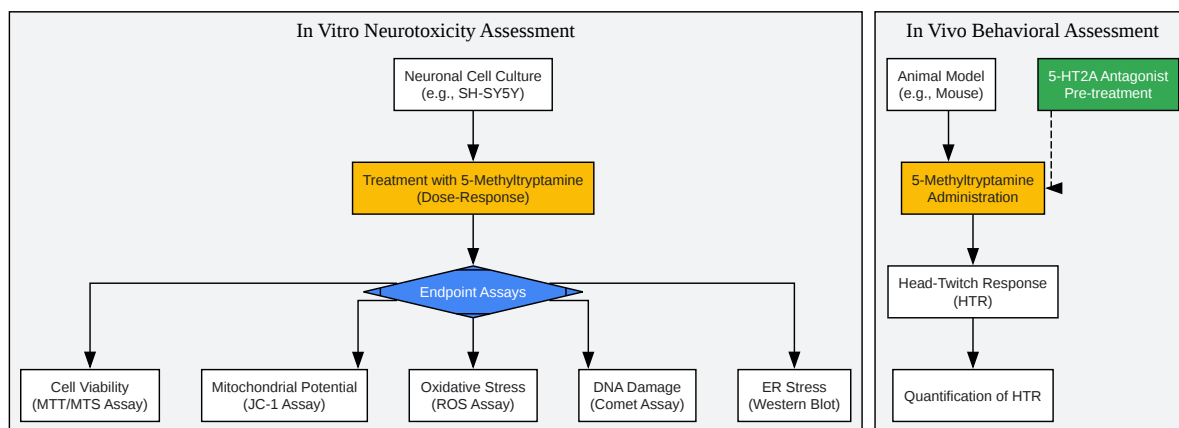 In Vitro Neurotoxicity Assessment
Neuronal Cell Culture
(e.g., SH-SY5Y)
Treatment with 5-Methyltryptamine
(Dose-Response)
Endpoint Assays
Cell Viability
(MTT/MTS Assay)
Mitochondrial Potential
(JC-1 Assay)
Oxidative Stress
(ROS Assay)
DNA Damage
(Comet Assay)
ER Stress
(Western Blot)
In Vivo Behavioral Assessment
Animal Model
(e.g., Mouse)
5-HT2A Antagonist
Pre-treatment
5-Methyltryptamine
Administration
Head-Twitch Response
(HTR)
Quantification of HTR